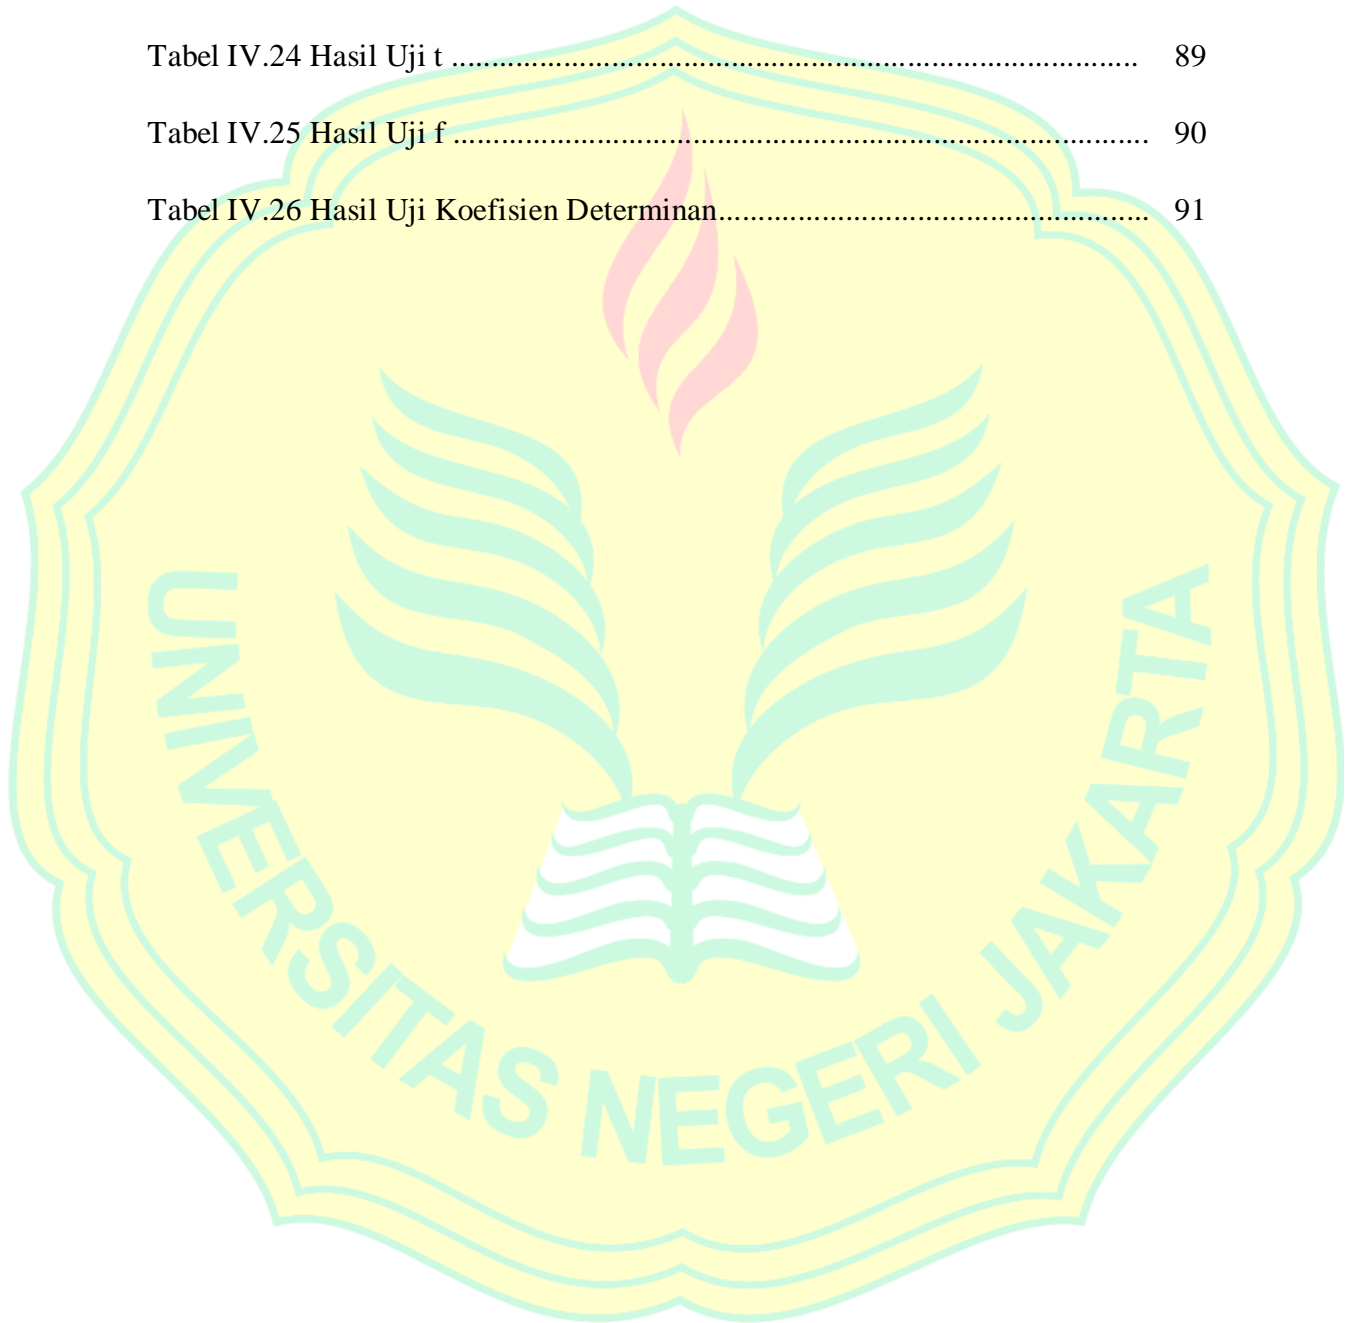 Tabel IV.24 Hasil Uji t ........................................................................................ 89
Tabel IV.25 Hasil Uji f ........................................................................................ 90
Tabel IV.26 Hasil Uji Koefisien Determinan...................................................... 91
UNIVERSITAS NEGERI JAKARTA